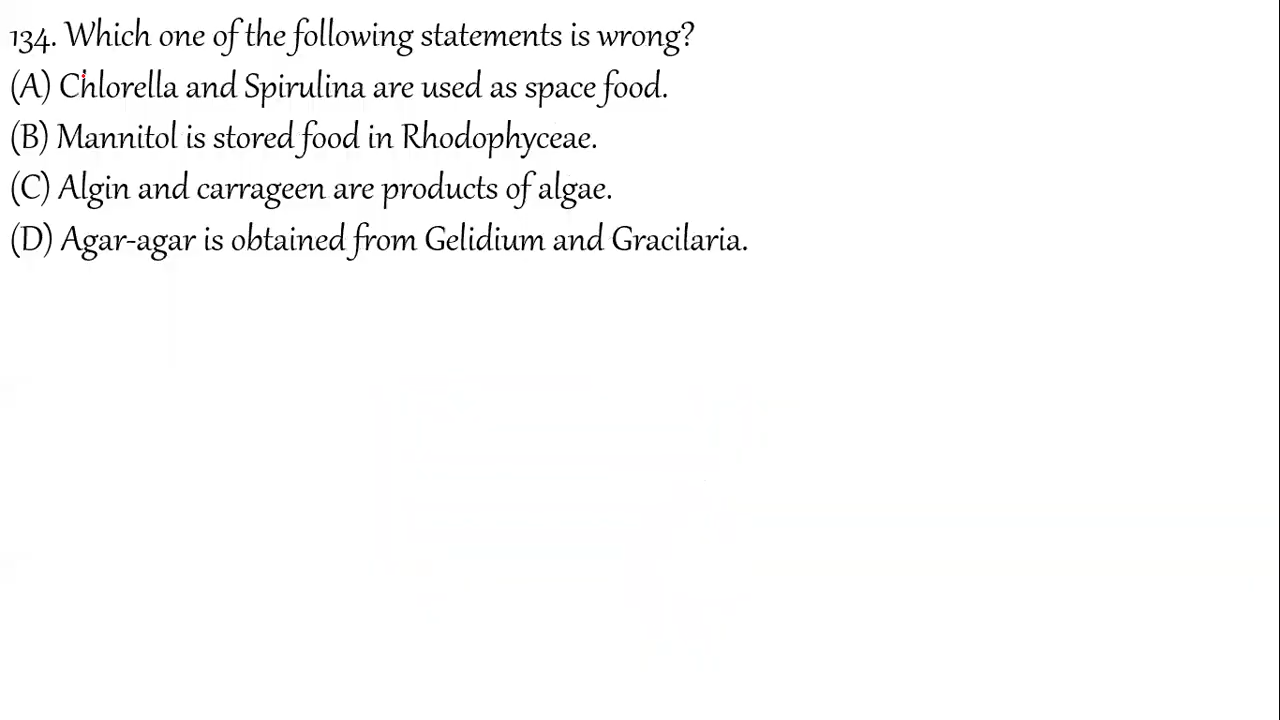 134. Which one of the following statements is wrong?
(A) Chlorella and Spirulina are used as space food.
(B) Mannitol is stored food in Rhodophyceae.
(C) Algin and carrageen are products of algae.
(D) Agar-agar is obtained from Gelidium and Gracilaria.